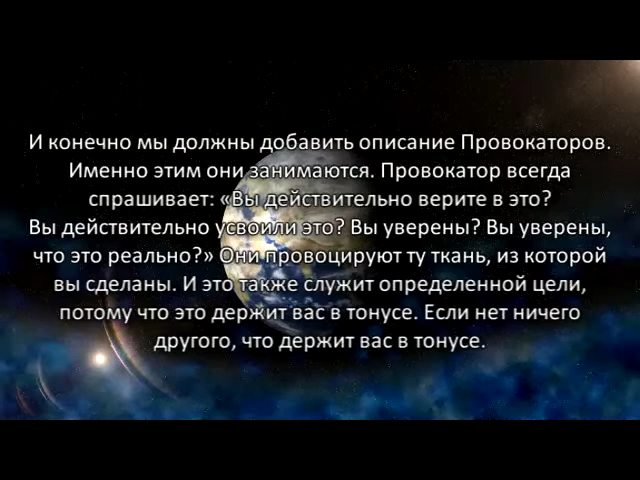 И конечно мы должны добавить описание Провокаторов.
Именно этим они занимаются. Провокатор всегда
спрашивает: «Вы действительно верите в это?
Вы действительно усвоили это? Вы уверены? Вы уверены,
что это реально?» Они провоцируют ту ткань, из которой
вы сделаны. И это также служит определенной цели,
потому что это держит вас в тонусе. Если нет ничего
другого, что держит вас в тонусе.